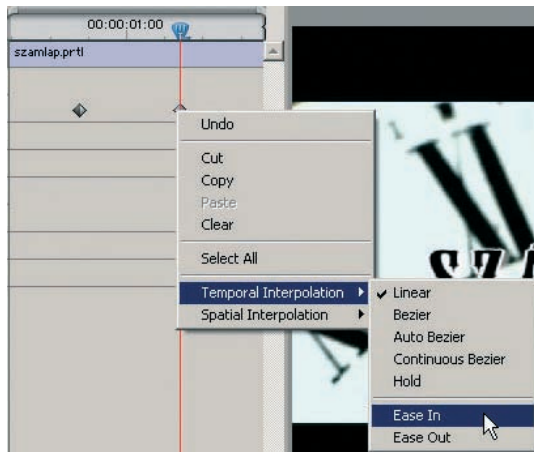 00:00:01:00
szamlap.prtl
Undo
Cut
Copy
Paste
Clear
Select All
Temporal Interpolation
Spatial Interpolation
Linear
Bezier
Auto Bezier
Continuous Bezier
Hold
Ease In
Ease Out